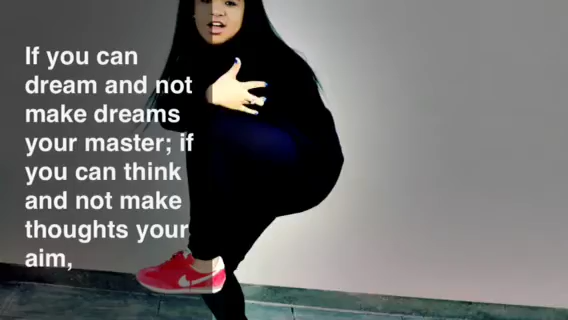 If you can
dream and not
make dreams
your master; if
you can think
and not make
thoughts your
aim,